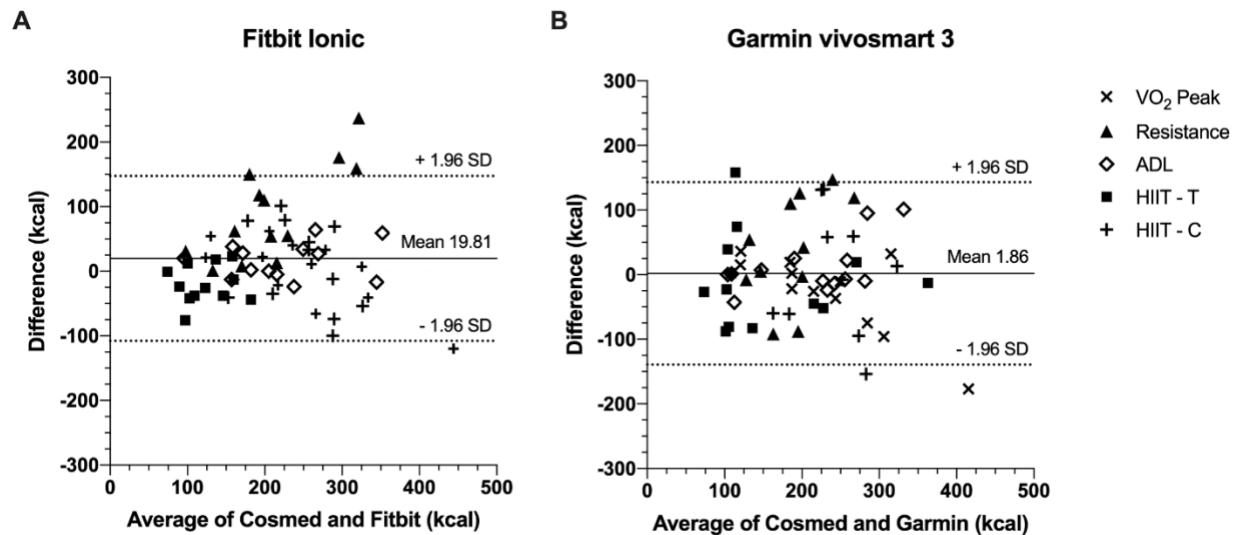 A
Fitbit Ionic
300
200
100
0
-100
-200
-300
0 100 200 300 400 500
Difference (kcal)
Average of Cosmed and Fitbit (kcal)
+ 1.96 SD
Mean 19.81
- 1.96 SD
B
Garmin vivosmart 3
300
200
100
0
-100
-200
-300
0 100 200 300 400 500
Difference (kcal)
Average of Cosmed and Garmin (kcal)
+ 1.96 SD
Mean 1.86
- 1.96 SD
VO₂ Peak
Resistance
ADL
HIIT - T
HIIT - C